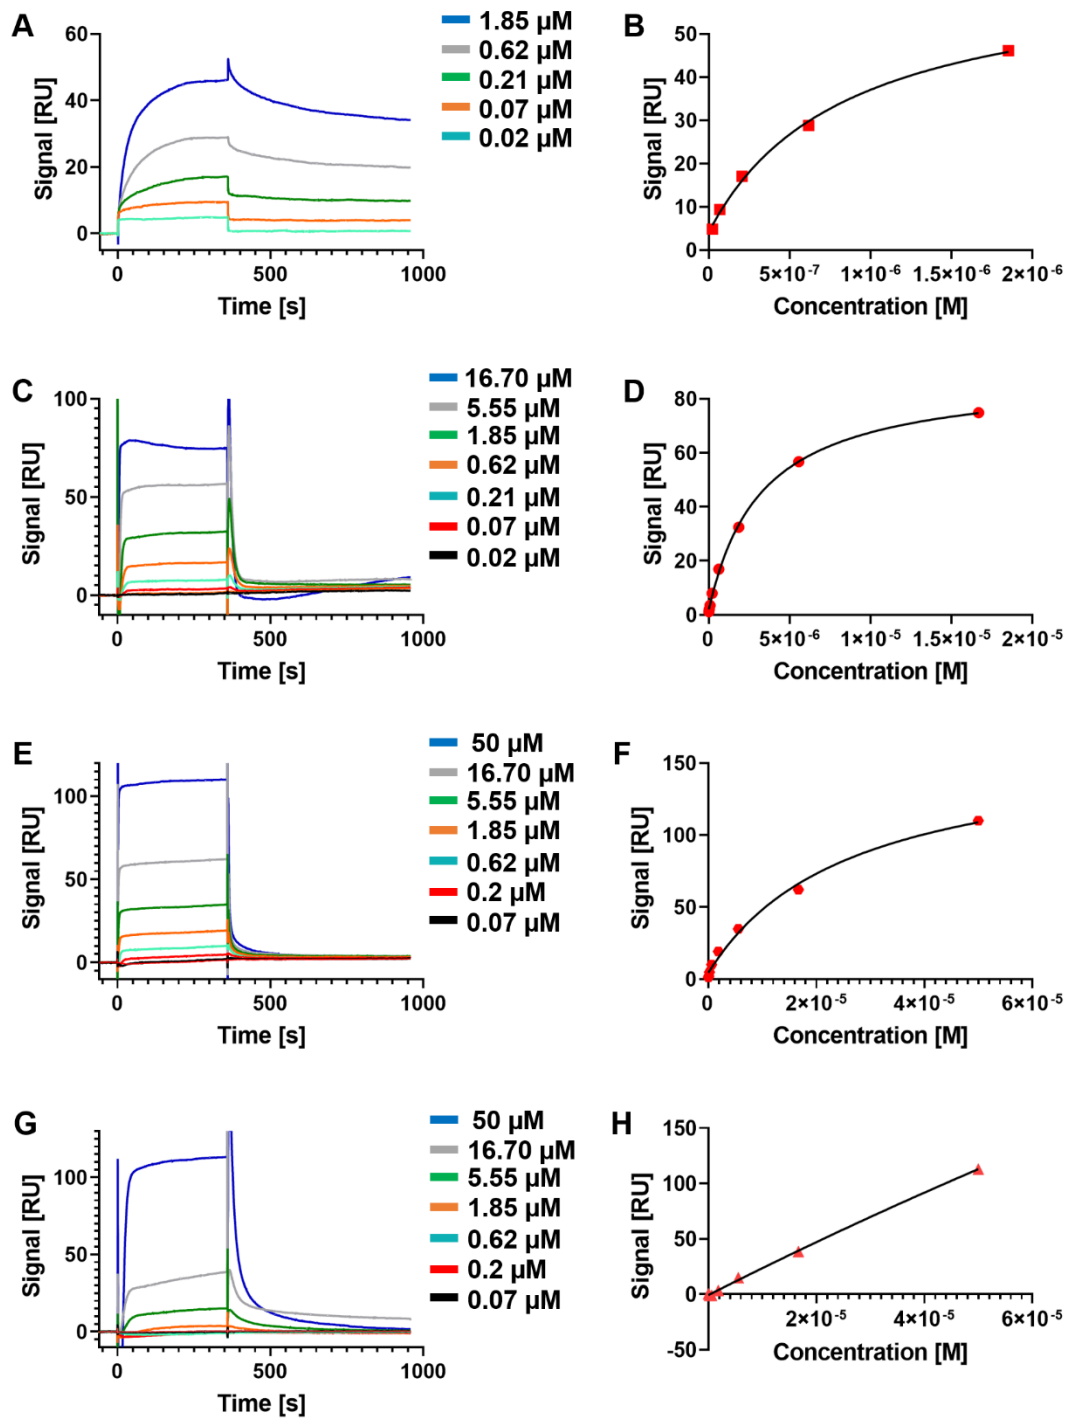 A
60
40
20
0
Signal [RU]
0
500
1000
Time [s]
1.85 µM
0.62 µM
0.21 µM
0.07 µM
0.02 µM
B
50
40
30
20
10
0
Signal [RU]
0
5×10⁻⁷
1×10⁻⁶
1.5×10⁻⁶
2×10⁻⁶
Concentration [M]
C
100
50
0
Signal [RU]
0
500
1000
Time [s]
16.70 µM
5.55 µM
1.85 µM
0.62 µM
0.21 µM
0.07 µM
0.02 µM
D
80
60
40
20
0
Signal [RU]
0
5×10⁻⁶
1×10⁻⁵
1.5×10⁻⁵
2×10⁻⁵
Concentration [M]
E
100
50
0
Signal [RU]
0
500
1000
Time [s]
50 µM
16.70 µM
5.55 µM
1.85 µM
0.62 µM
0.2 µM
0.07 µM
F
150
100
50
0
Signal [RU]
0
2×10⁻⁵
4×10⁻⁵
6×10⁻⁵
Concentration [M]
G
100
50
0
Signal [RU]
0
500
1000
Time [s]
50 µM
16.70 µM
5.55 µM
1.85 µM
0.62 µM
0.2 µM
0.07 µM
H
150
100
50
0
-50
Signal [RU]
2×10⁻⁵
4×10⁻⁵
6×10⁻⁵
Concentration [M]